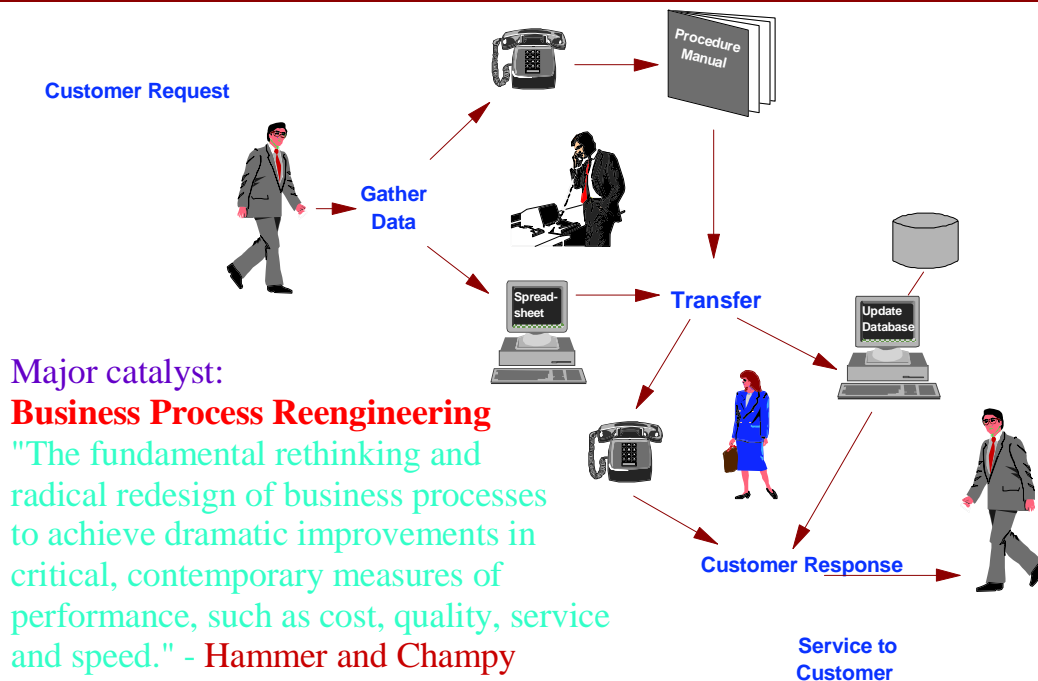 Procedure
Manual
Customer Request
Gather
Data
Spread-
sheet
Transfer
Update
Database
Major catalyst:
Business Process Reengineering
"The fundamental rethinking and
radical redesign of business processes
to achieve dramatic improvements in
critical, contemporary measures of
performance, such as cost, quality, service
and speed." - Hammer and Champy
Customer Response
Service to
Customer